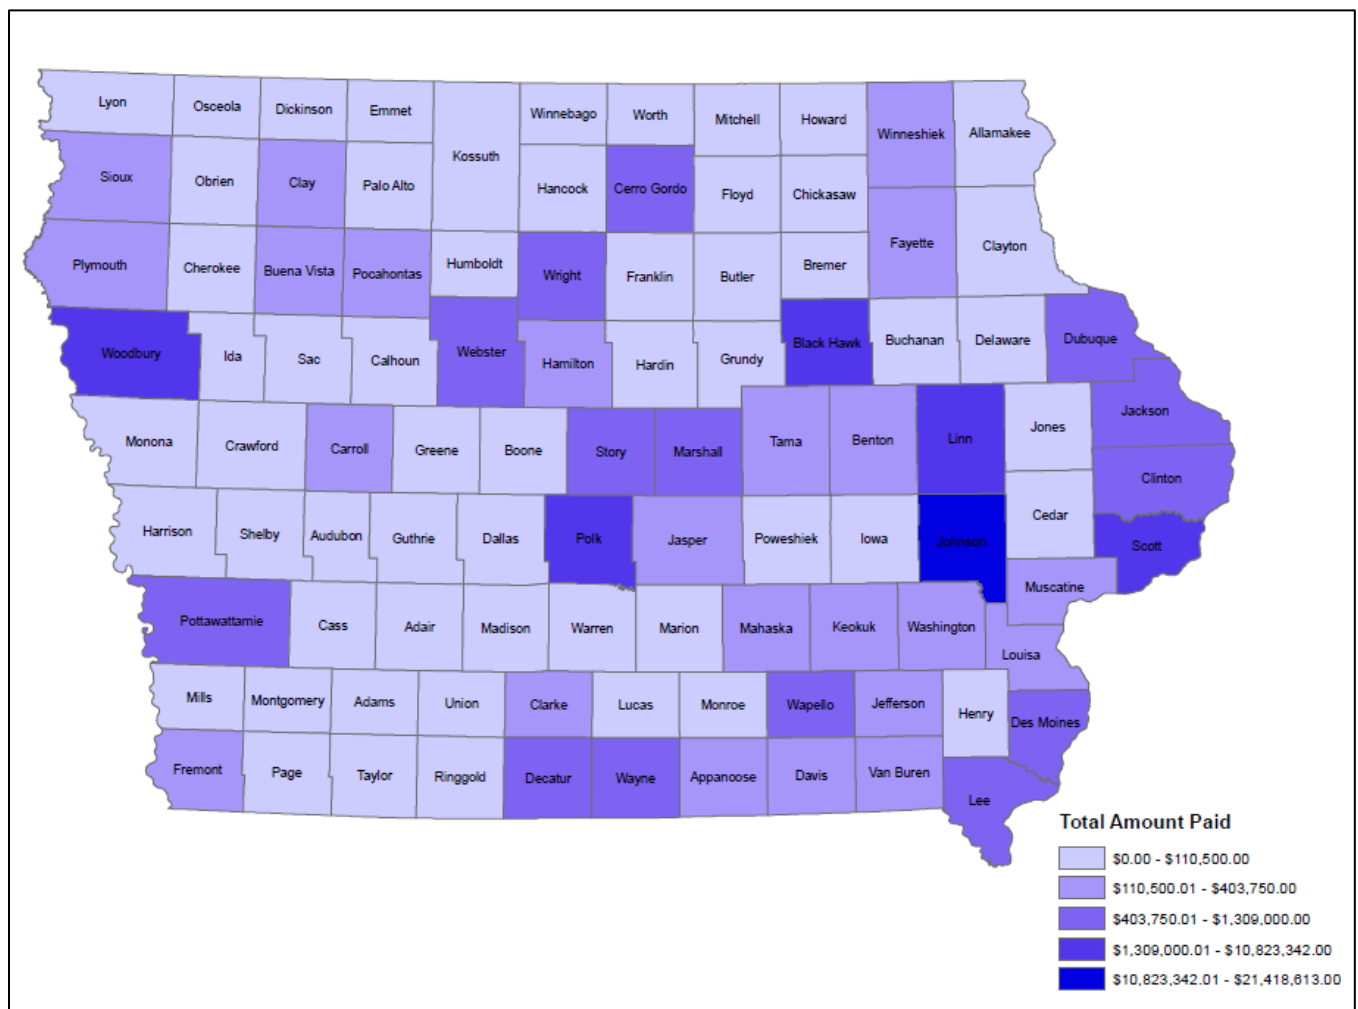 Lyon
Osceola
Dickinson
Emmet
Kossuth
Winnebago
Worth
Mitchell
Howard
Winneshiek
Allamakee
Sioux
Obrien
Clay
Palo Alto
Hancock
Cerro Gordo
Floyd
Chickasaw
Fayette
Clayton
Plymouth
Cherokee
Buena Vista
Pocahontas
Humboldt
Wright
Franklin
Butler
Bremer
Woodbury
Ida
Sac
Calhoun
Webster
Hamilton
Hardin
Grundy
Black Hawk
Buchanan
Delaware
Dubuque
Monona
Crawford
Carroll
Greene
Boone
Story
Marshall
Tama
Benton
Linn
Jones
Jackson
Clinton
Harrison
Shelby
Audubon
Guthrie
Dallas
Polk
Jasper
Poweshiek
Iowa
Johnson
Cedar
Scott
Muscatine
Pottawattamie
Cass
Adair
Madison
Warren
Marion
Mahaska
Keokuk
Washington
Louisa
Mills
Montgomery
Adams
Union
Clarke
Lucas
Monroe
Wapello
Jefferson
Henry
Des Moines
Fremont
Page
Taylor
Ringgold
Decatur
Wayne
Appanoose
Davis
Van Buren
Lee
Total Amount Paid
$0.00 - $110,500.00
$110,500.01 - $403,750.00
$403,750.01 - $1,309,000.00
$1,309,000.01 - $10,823,342.00
$10,823,342.01 - $21,418,613.00